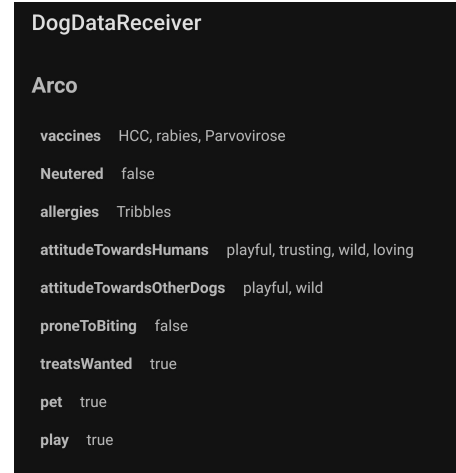 DogDataReceiver
Arco
vaccines HCC, rabies, Parvovirose
Neutered false
allergies Tribbles
attitudeTowardsHumans playful, trusting, wild, loving
attitudeTowardsOtherDogs playful, wild
proneToBiting false
treatsWanted true
pet true
play true